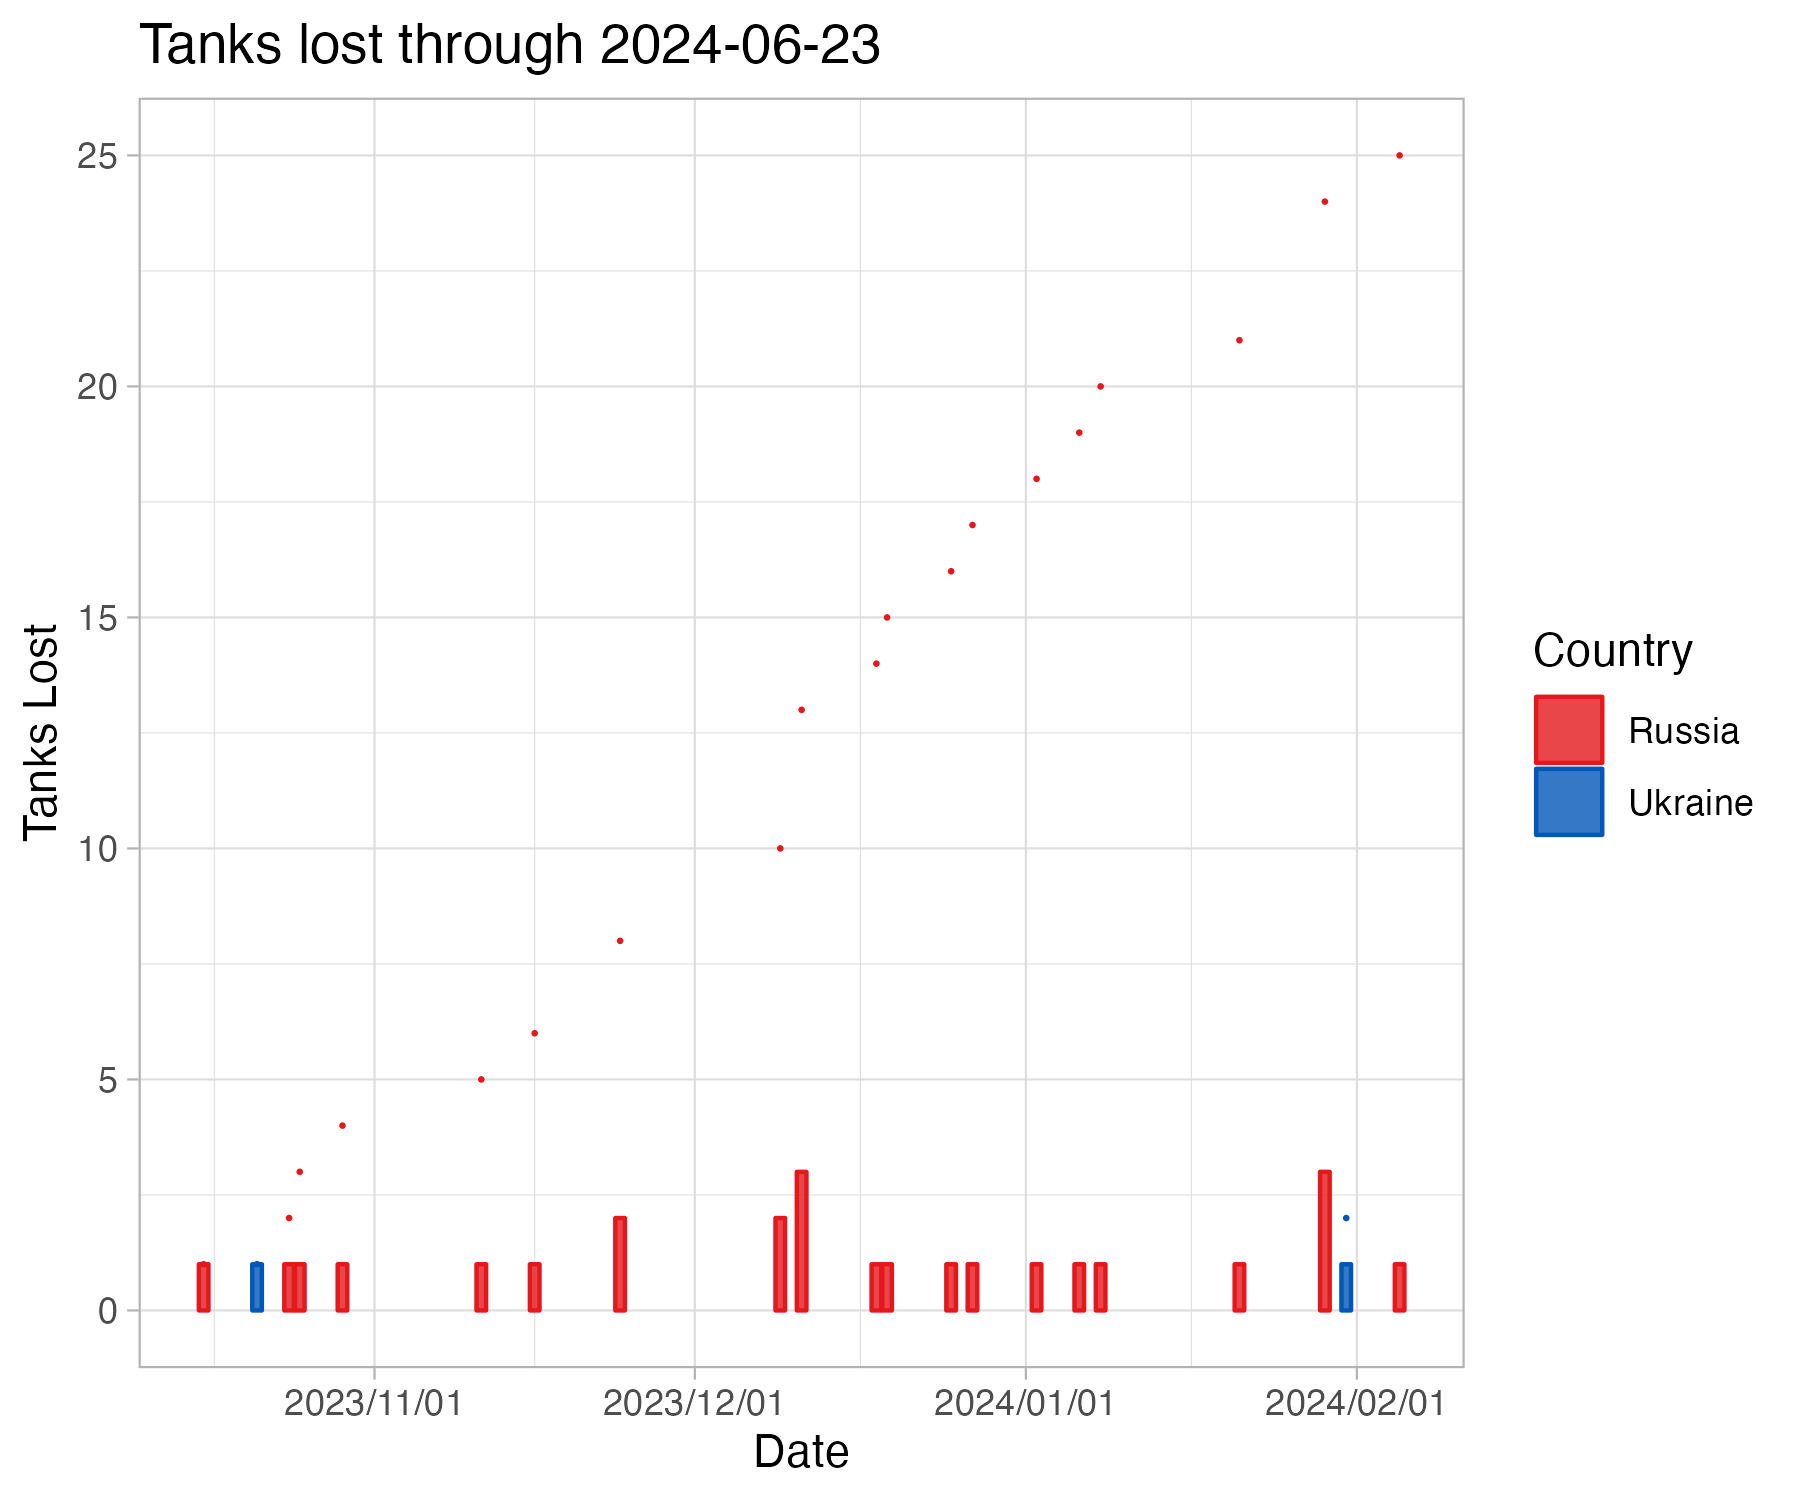 Tanks lost through 2024-06-23
25
20
15
10
5
0
Tanks Lost
2023/11/01 2023/12/01 2024/01/01 2024/02/01
Date
Country
Russia
Ukraine